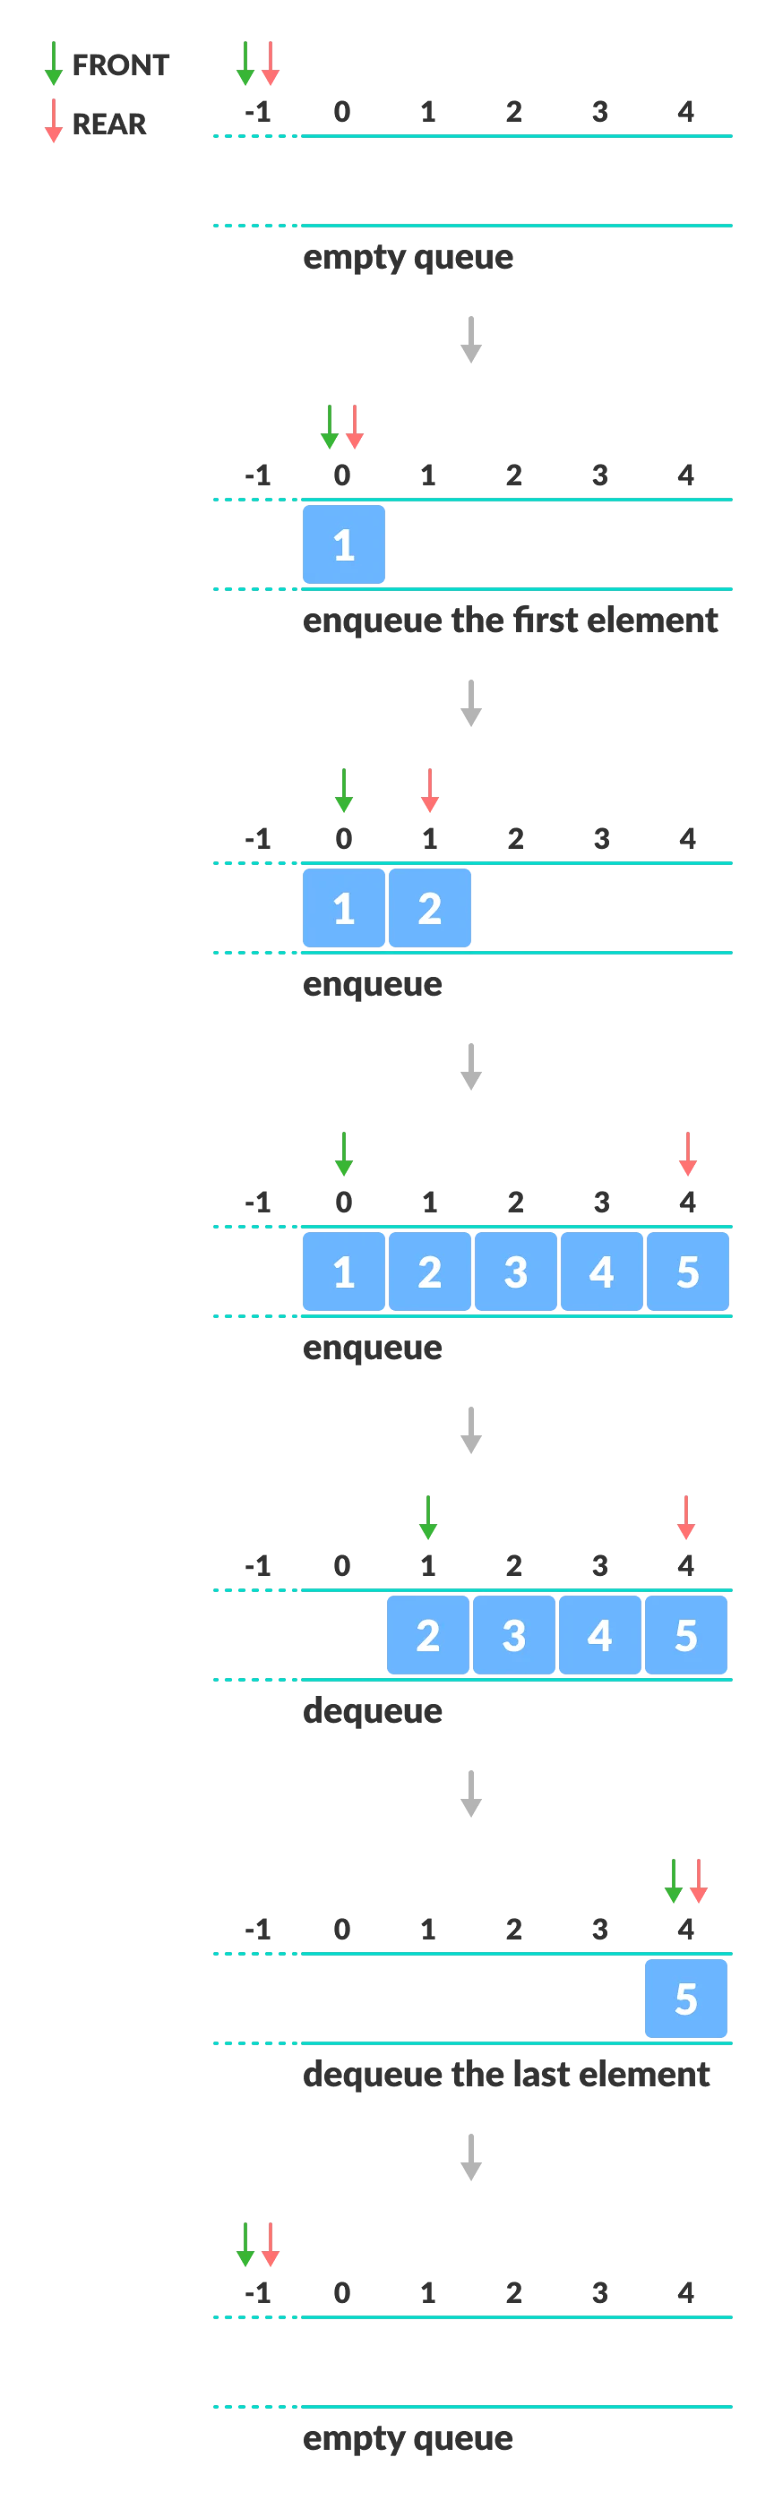 FRONT
REAR
-1 0 1 2 3 4
empty queue
-1 0 1 2 3 4
1
enqueue the first element
-1 0 1 2 3 4
1 2
enqueue
-1 0 1 2 3 4
1 2 3 4 5
enqueue
-1 0 1 2 3 4
2 3 4 5
dequeue
-1 0 1 2 3 4
5
dequeue the last element
-1 0 1 2 3 4
empty queue